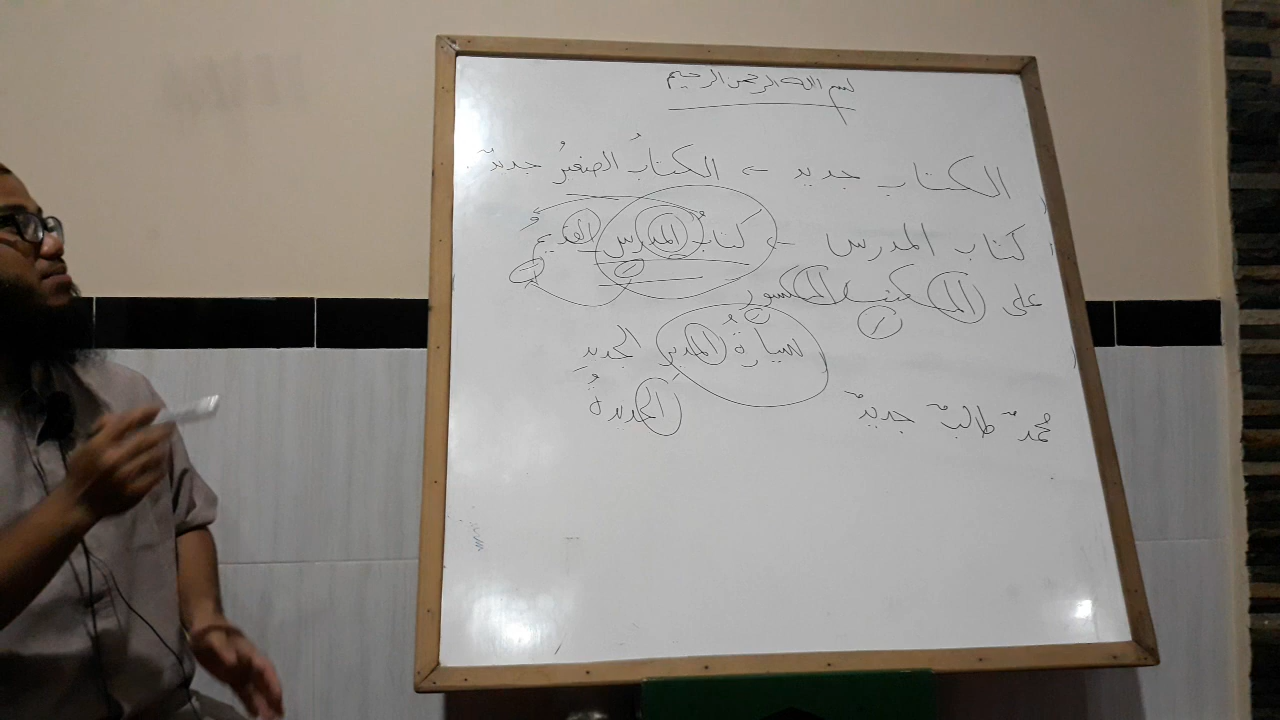 بسم الله الرحمن الرحيم
الكتاب جديد ← الكتابُ الصغيرُ جديدٌ
كتاب المدرس ← كتابُ المدرسِ القديمُ
على المكتب المكسور
سيارةُ المدير الجديدِ
الجديدةُ
محمدٌ طالبٌ جديدٌ